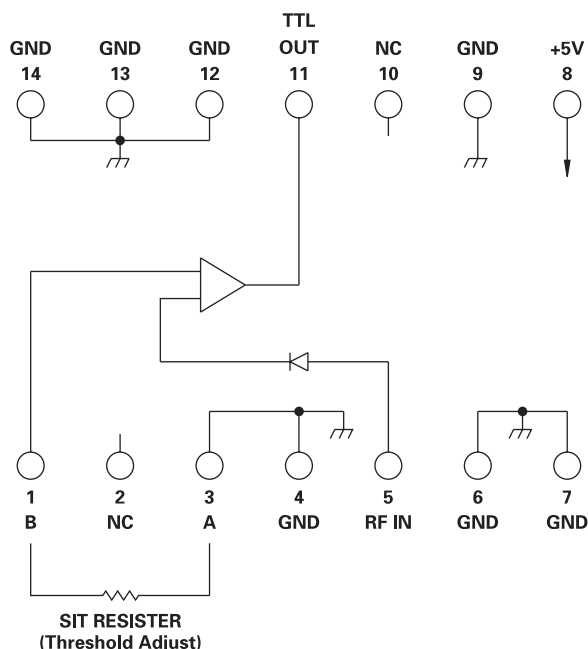 TTL
GND GND GND OUT NC GND +5V
14 13 12 11 10 9 8
1 2 3 4 5 6 7
B NC A GND RF IN GND GND
SIT RESISTER
(Threshold Adjust)